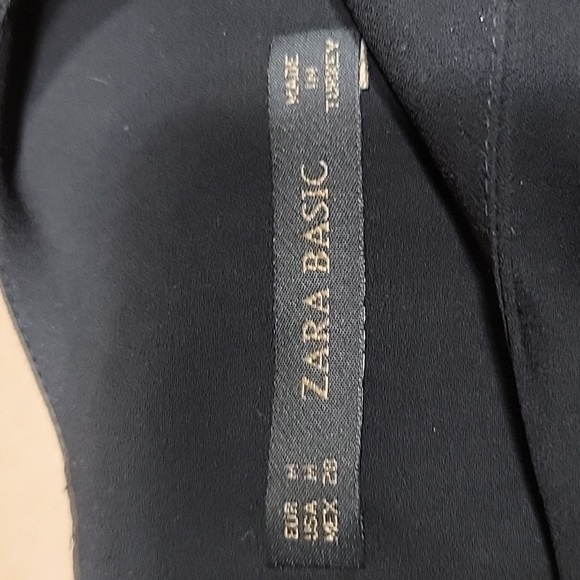 EUR M
USA M
MEX 28
ZARA BASIC
MADE
IN
TURKEY